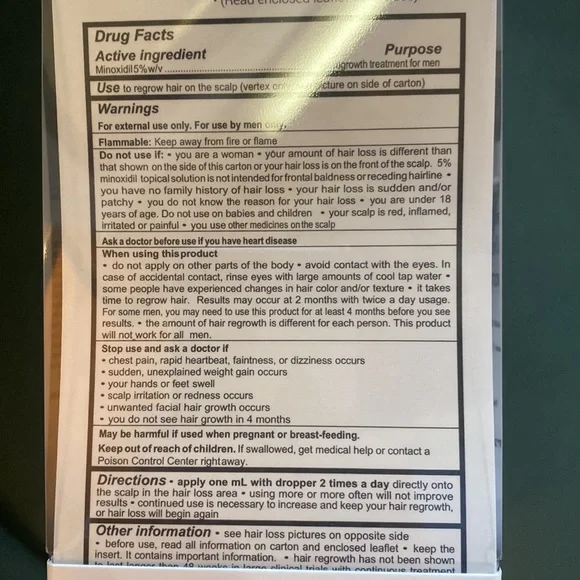 • (Read enclosed
Drug Facts
Active ingredient
Purpose
Minoxidil 5% w/v ........................ growth treatment for men
Use to regrow hair on the scalp (vertex on picture on side of carton)
Warnings
For external use only. For use by men only.
Flammable: Keep away from fire or flame
Do not use if: • you are a woman • your amount of hair loss is different than
that shown on the side of this carton or your hair loss is on the front of the scalp. 5%
minoxidil topical solution is not intended for frontal baldness or receding hairline •
you have no family history of hair loss • your hair loss is sudden and/or
patchy • you do not know the reason for your hair loss • you are under 18
years of age. Do not use on babies and children • your scalp is red, inflamed,
irritated or painful • you use other medicines on the scalp
Ask a doctor before use if you have heart disease
When using this product
• do not apply on other parts of the body • avoid contact with the eyes. In
case of accidental contact, rinse eyes with large amounts of cool tap water •
some people have experienced changes in hair color and/or texture • it takes
time to regrow hair. Results may occur at 2 months with twice a day usage.
For some men, you may need to use this product for at least 4 months before you see
results. • the amount of hair regrowth is different for each person. This product
will not work for all men.
Stop use and ask a doctor if
• chest pain, rapid heartbeat, faintness, or dizziness occurs
• sudden, unexplained weight gain occurs
• your hands or feet swell
• scalp irritation or redness occurs
• unwanted facial hair growth occurs
• you do not see hair growth in 4 months
May be harmful if used when pregnant or breast-feeding.
Keep out of reach of children. If swallowed, get medical help or contact a
Poison Control Center right away.
Directions • apply one mL with dropper 2 times a day directly onto
the scalp in the hair loss area • using more or more often will not improve
results • continued use is necessary to increase and keep your hair regrowth,
or hair loss will begin again
Other information • see hair loss pictures on opposite side
• before use, read all information on carton and enclosed leaflet • keep the
insert. It contains important information. • hair regrowth has not been shown
to last longer than 48 weeks in large clinical trials with continuous treatment